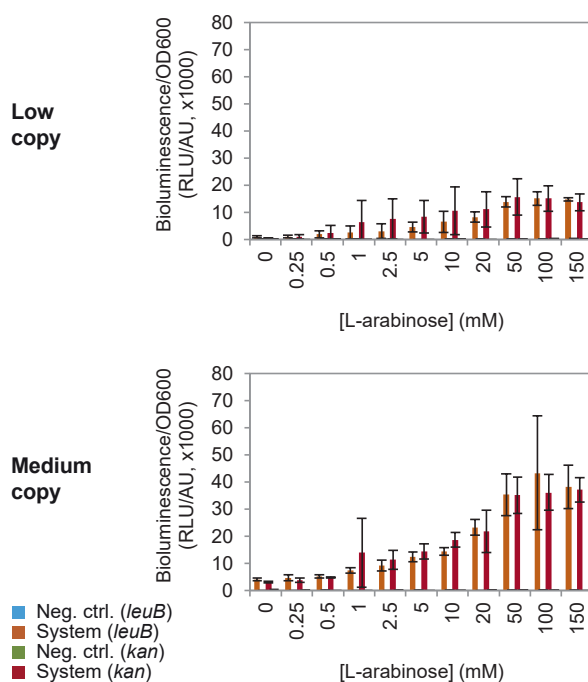 Low
copy
Bioluminescence/OD600
(RLU/AU, x1000)
80
70
60
50
40
30
20
10
0
0 0.25 0.5 1 2.5 5 10 20 50 100 150
[L-arabinose] (mM)
Medium
copy
Bioluminescence/OD600
(RLU/AU, x1000)
80
70
60
50
40
30
20
10
0
0 0.25 0.5 1 2.5 5 10 20 50 100 150
[L-arabinose] (mM)
Neg. ctrl. (leuB)
System (leuB)
Neg. ctrl. (kan)
System (kan)